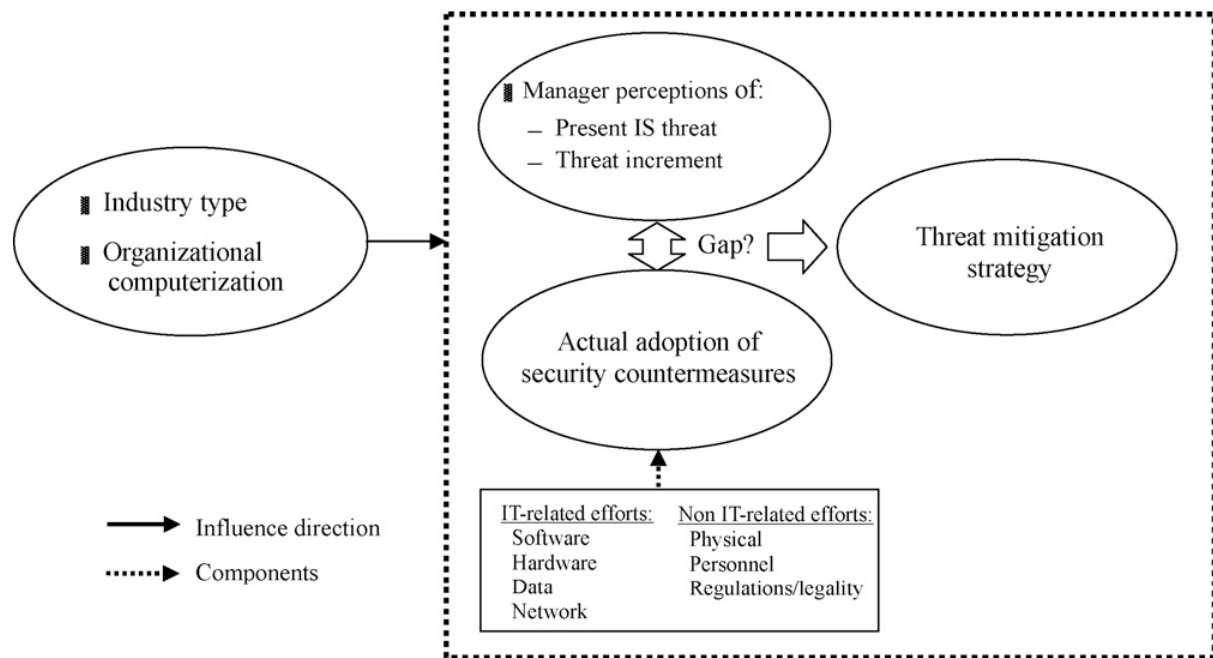 Manager perceptions of:
– Present IS threat
– Threat increment
Industry type
Organizational
computerization
Gap?
Threat mitigation
strategy
Actual adoption of
security countermeasures
IT-related efforts:
Software
Hardware
Data
Network
Non IT-related efforts:
Physical
Personnel
Regulations/legality
Influence direction
Components